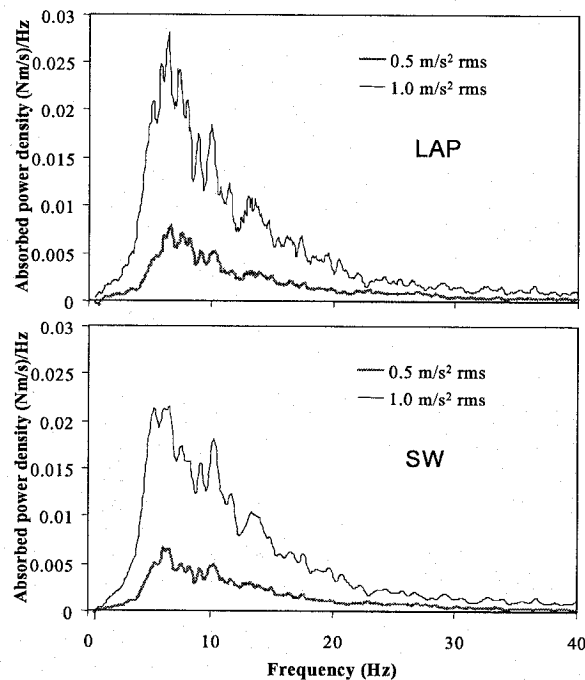 Absorbed power density (Nm/s)/Hz
0.03
0.025
0.02
0.015
0.01
0.005
0
0.5 m/s² rms
1.0 m/s² rms
LAP
Absorbed power density (Nm/s)/Hz
0.03
0.025
0.02
0.015
0.01
0.005
0
0.5 m/s² rms
1.0 m/s² rms
SW
0 10 20 30 40
Frequency (Hz)